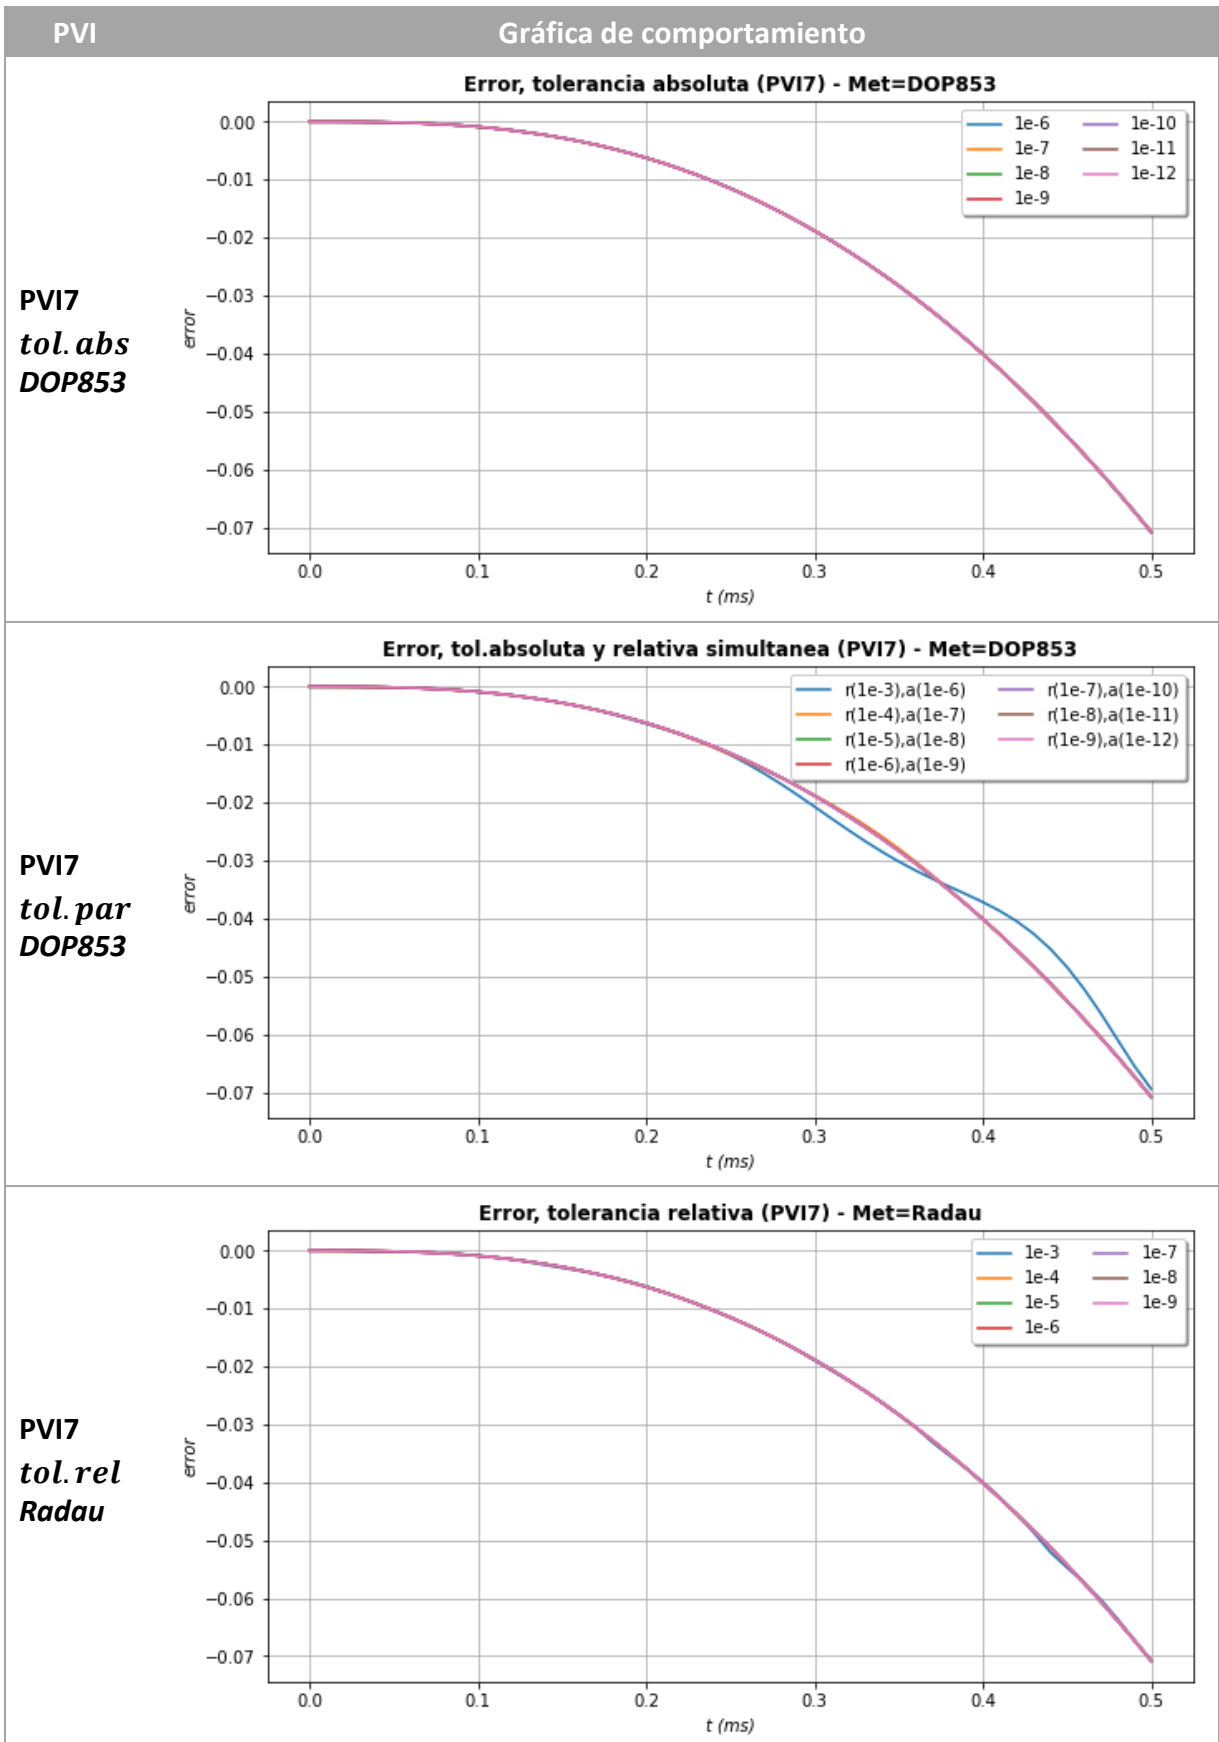 PVI Gráfica de comportamiento
Error, tolerancia absoluta (PVI7) - Met=DOP853
1e-6 1e-10
1e-7 1e-11
1e-8 1e-12
1e-9
0.00
−0.01
−0.02
−0.03
−0.04
−0.05
−0.06
−0.07
error
0.0 0.1 0.2 0.3 0.4 0.5
t (ms)
PVI7
tol.abs
DOP853
Error, tol.absoluta y relativa simultanea (PVI7) - Met=DOP853
r(1e-3),a(1e-6) r(1e-7),a(1e-10)
r(1e-4),a(1e-7) r(1e-8),a(1e-11)
r(1e-5),a(1e-8) r(1e-9),a(1e-12)
r(1e-6),a(1e-9)
0.00
−0.01
−0.02
−0.03
−0.04
−0.05
−0.06
−0.07
error
0.0 0.1 0.2 0.3 0.4 0.5
t (ms)
PVI7
tol.par
DOP853
Error, tolerancia relativa (PVI7) - Met=Radau
1e-3 1e-7
1e-4 1e-8
1e-5 1e-9
1e-6
0.00
−0.01
−0.02
−0.03
−0.04
−0.05
−0.06
−0.07
error
0.0 0.1 0.2 0.3 0.4 0.5
t (ms)
PVI7
tol.rel
Radau